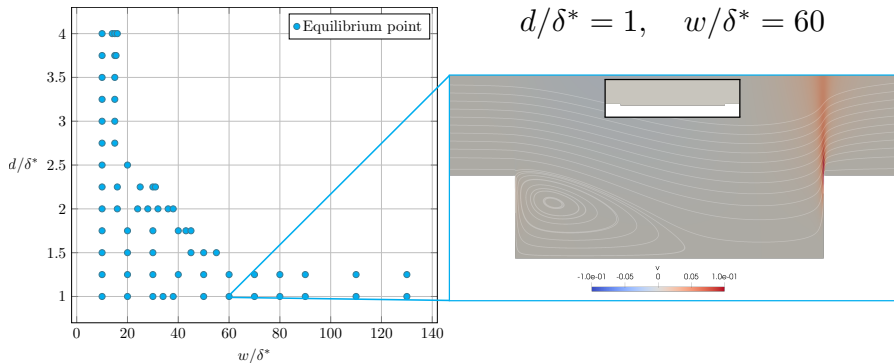 Equilibrium point
d/δ* = 1, w/δ* = 60
4
3.5
3
2.5
d/δ*
2
1.5
1
0 20 40 60 80 100 120 140
w/δ*
v
-1.0e-01 -0.05 0 0.05 1.0e-01